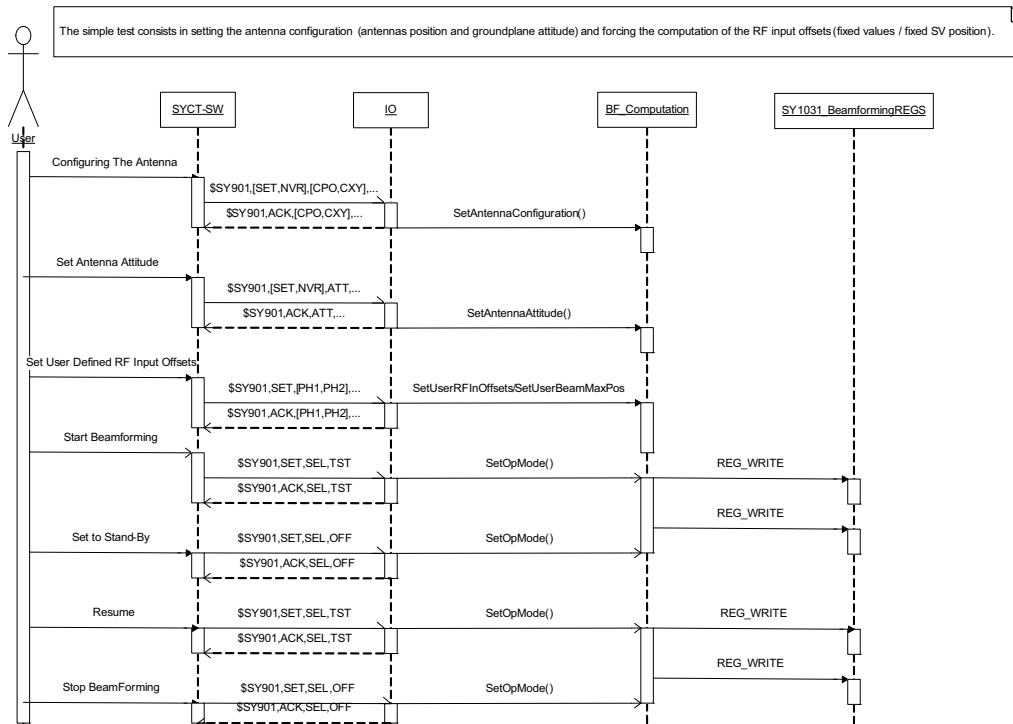 The simple test consists in setting the antenna configuration (antennas position and groundplane attitude) and forcing the computation of the RF input offsets (fixed values / fixed SV position).
SYCT-SW
IO
BF_Computation
SY1031_BeamformingREGS
User
Configuring The Antenna
$SY901,[SET,NVR],[CPO,CXY],...
$SY901,ACK,[CPO,CXY],...
SetAntennaConfiguration()
Set Antenna Attitude
$SY901,[SET,NVR],ATT,...
$SY901,ACK,ATT,...
SetAntennaAttitude()
Set User Defined RF Input Offsets
$SY901,SET,[PH1,PH2],...
SetUserRFInOffsets/SetUserBeamMaxPos
$SY901,ACK,[PH1,PH2],...
Start Beamforming
$SY901,SET,SEL,TST
SetOpMode()
REG_WRITE
$SY901,ACK,SEL,TST
REG_WRITE
Set to Stand-By
$SY901,SET,SEL,OFF
SetOpMode()
$SY901,ACK,SEL,OFF
Resume
$SY901,SET,SEL,TST
SetOpMode()
REG_WRITE
$SY901,ACK,SEL,TST
REG_WRITE
Stop BeamForming
$SY901,SET,SEL,OFF
SetOpMode()
$SY901,ACK,SEL,OFF